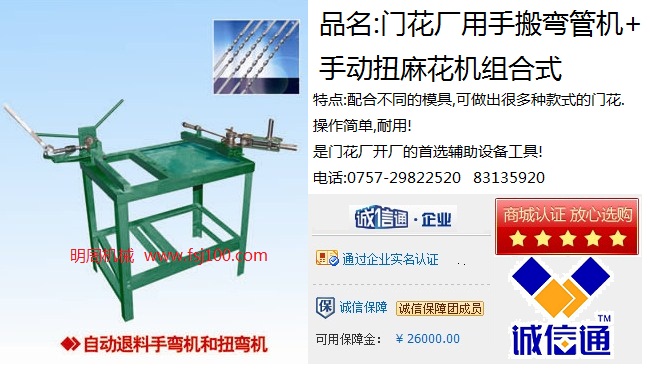 品名:门花厂用手搬弯管机+
手动扭麻花机组合式
特点:配合不同的模具,可做出很多种款式的门花.
操作简单,耐用!
是门花厂开厂的首选辅助设备工具!
电话:0757-29822520 83135920
明周机械 www.fsj100.com
自动退料手弯机和扭弯机
诚信通·企业
商城认证 放心选购
通过企业实名认证 . .
保 诚信保障 诚信保障团成员
可用保障金: ¥ 26000.00
TM
诚信通